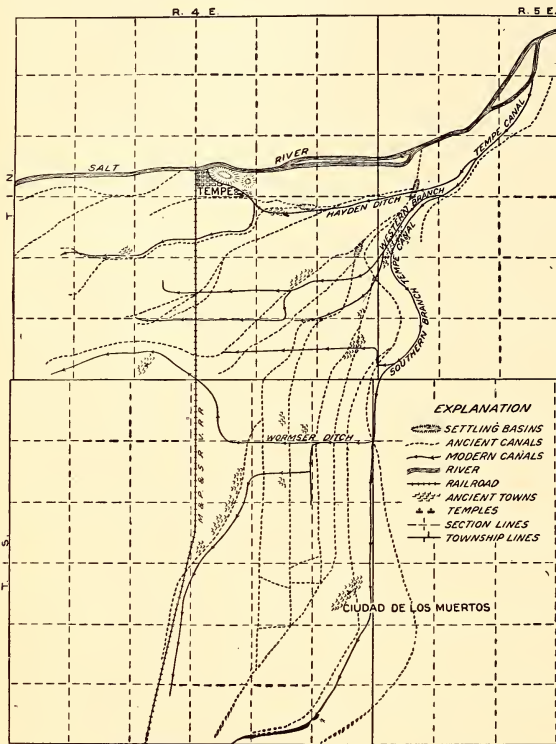 R. 4 E.
R. 5 E.
SALT
RIVER
TEMPE CANAL
T. N
TEMPE
HAYDEN DITCH
WESTERN BRANCH
TEMPE CANAL
SOUTHERN BRANCH
EXPLANATION
SETTLING BASINS
ANCIENT CANALS
MODERN CANALS
RIVER
RAILROAD
ANCIENT TOWNS
TEMPLES
SECTION LINES
TOWNSHIP LINES
WORMSER DITCH
T. S.
CIUDAD DE LOS MUERTOS